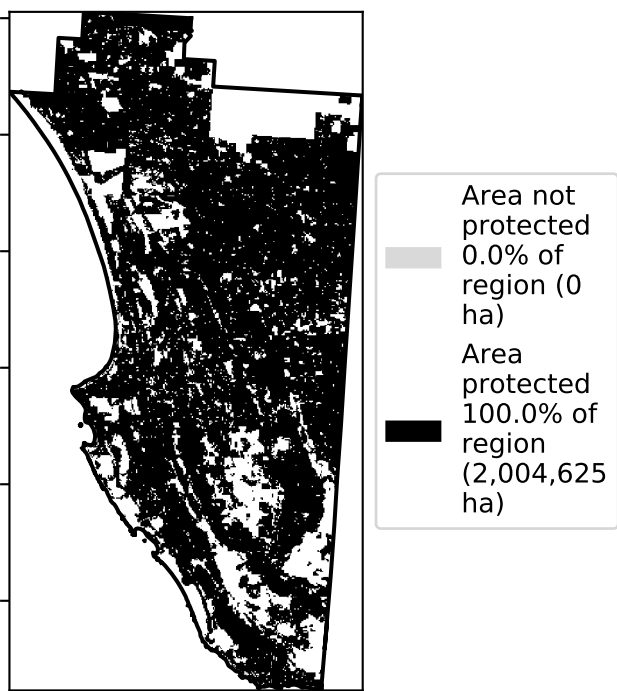 Area not
protected
0.0% of
region (0
ha)
Area
protected
100.0% of
region
(2,004,625
ha)